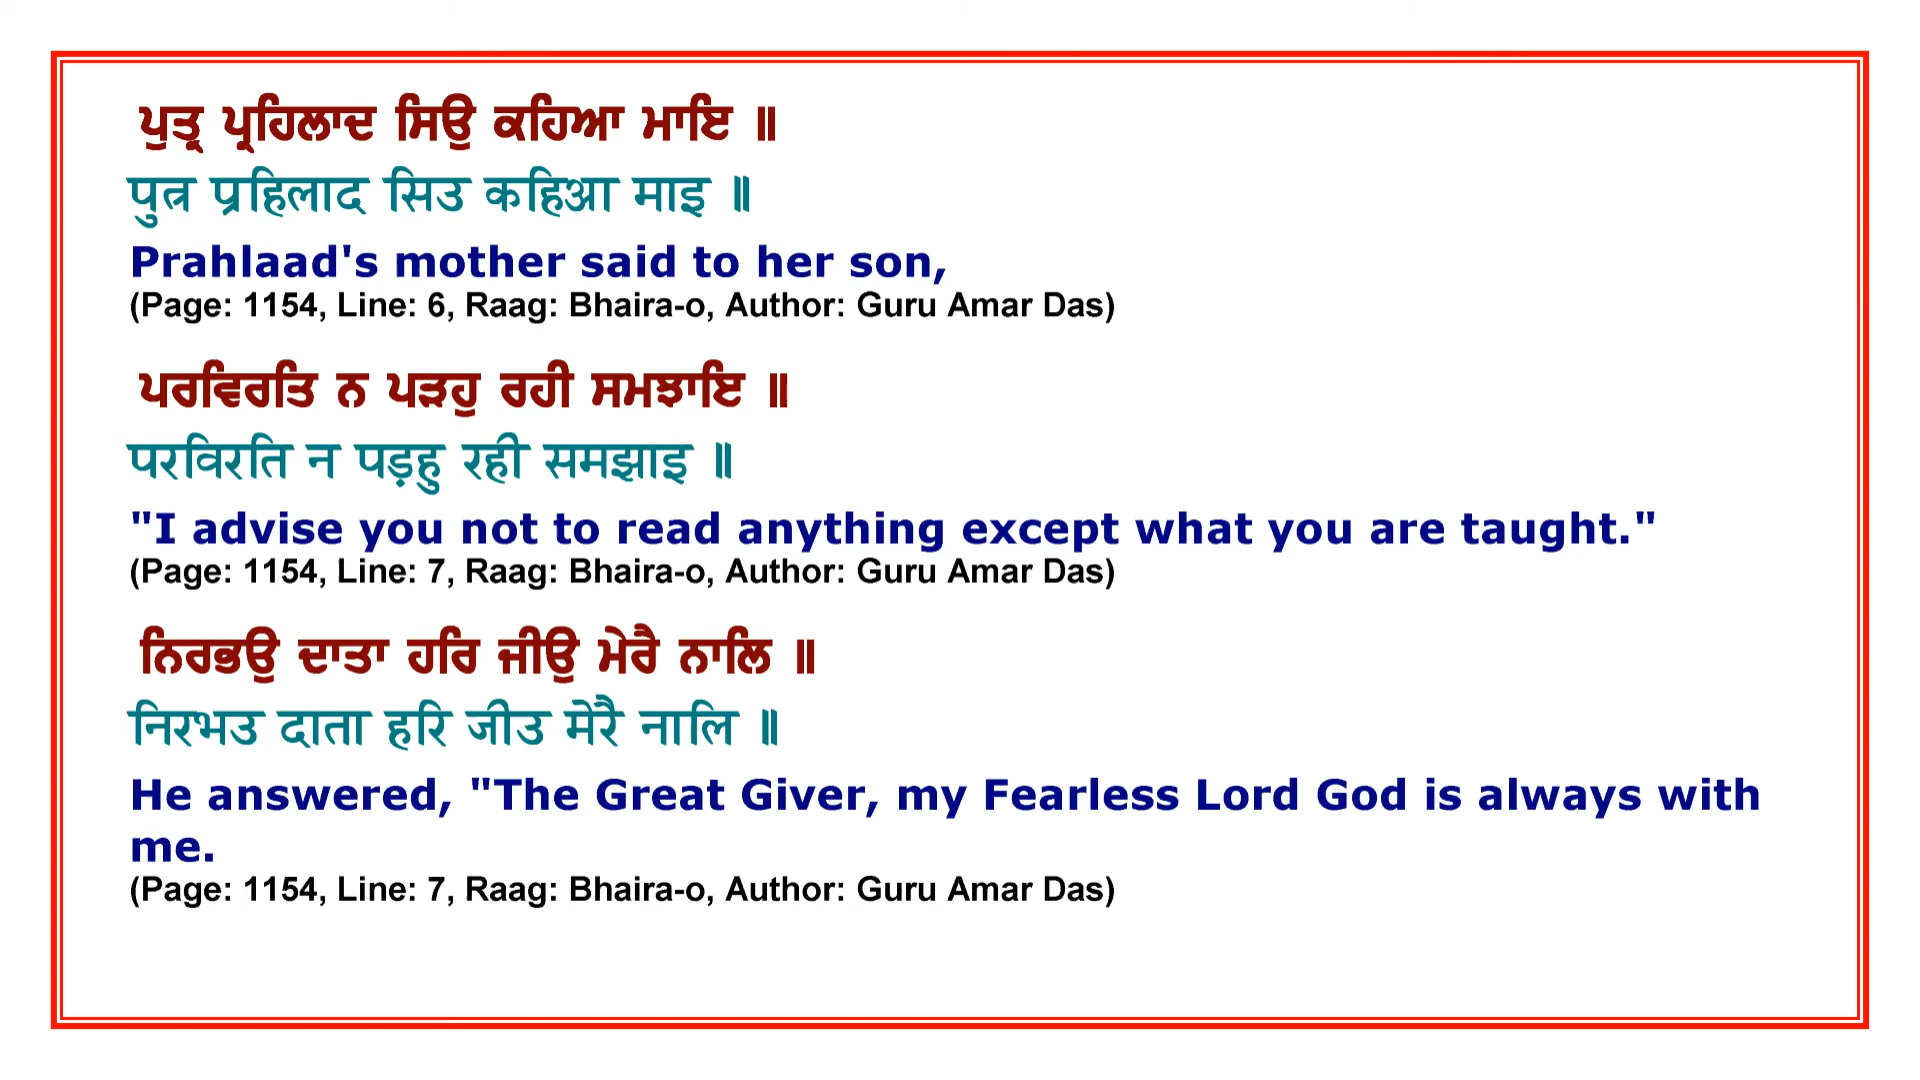 ਪੁਤ੍ਰ ਪ੍ਰਹਿਲਾਦ ਸਿਉ ਕਹਿਆ ਮਾਇ ॥
पुत्र प्रहिलाद सिउ कहिआ माइ ॥
Prahlaad's mother said to her son,
(Page: 1154, Line: 6, Raag: Bhaira-o, Author: Guru Amar Das)
ਪਰਵਿਰਤਿ ਨ ਪੜਹੁ ਰਹੀ ਸਮਝਾਇ ॥
परविरति न पड़हु रही समझाइ ॥
"I advise you not to read anything except what you are taught."
(Page: 1154, Line: 7, Raag: Bhaira-o, Author: Guru Amar Das)
ਨਿਰਭਉ ਦਾਤਾ ਹਰਿ ਜੀਉ ਮੇਰੈ ਨਾਲਿ ॥
निरभउ दाता हरि जीउ मेरै नालि ॥
He answered, "The Great Giver, my Fearless Lord God is always with
me.
(Page: 1154, Line: 7, Raag: Bhaira-o, Author: Guru Amar Das)